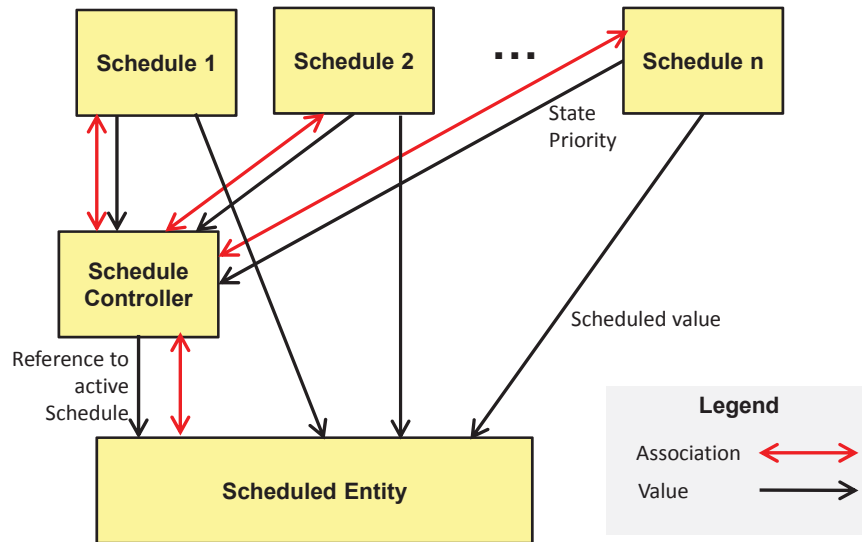 Schedule 1
Schedule 2
...
Schedule n
State
Priority
Schedule
Controller
Scheduled value
Reference to
active
Schedule
Scheduled Entity
Legend
Association
Value